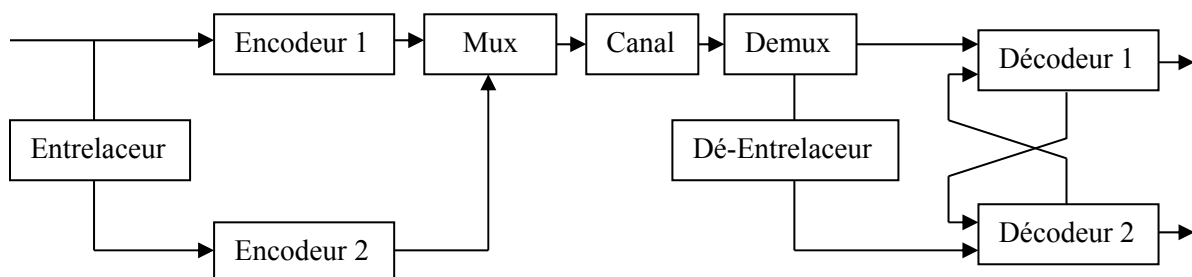 Encodeur 1
Mux
Canal
Demux
Décodeur 1
Entrelaceur
Dé-Entrelaceur
Encodeur 2
Décodeur 2